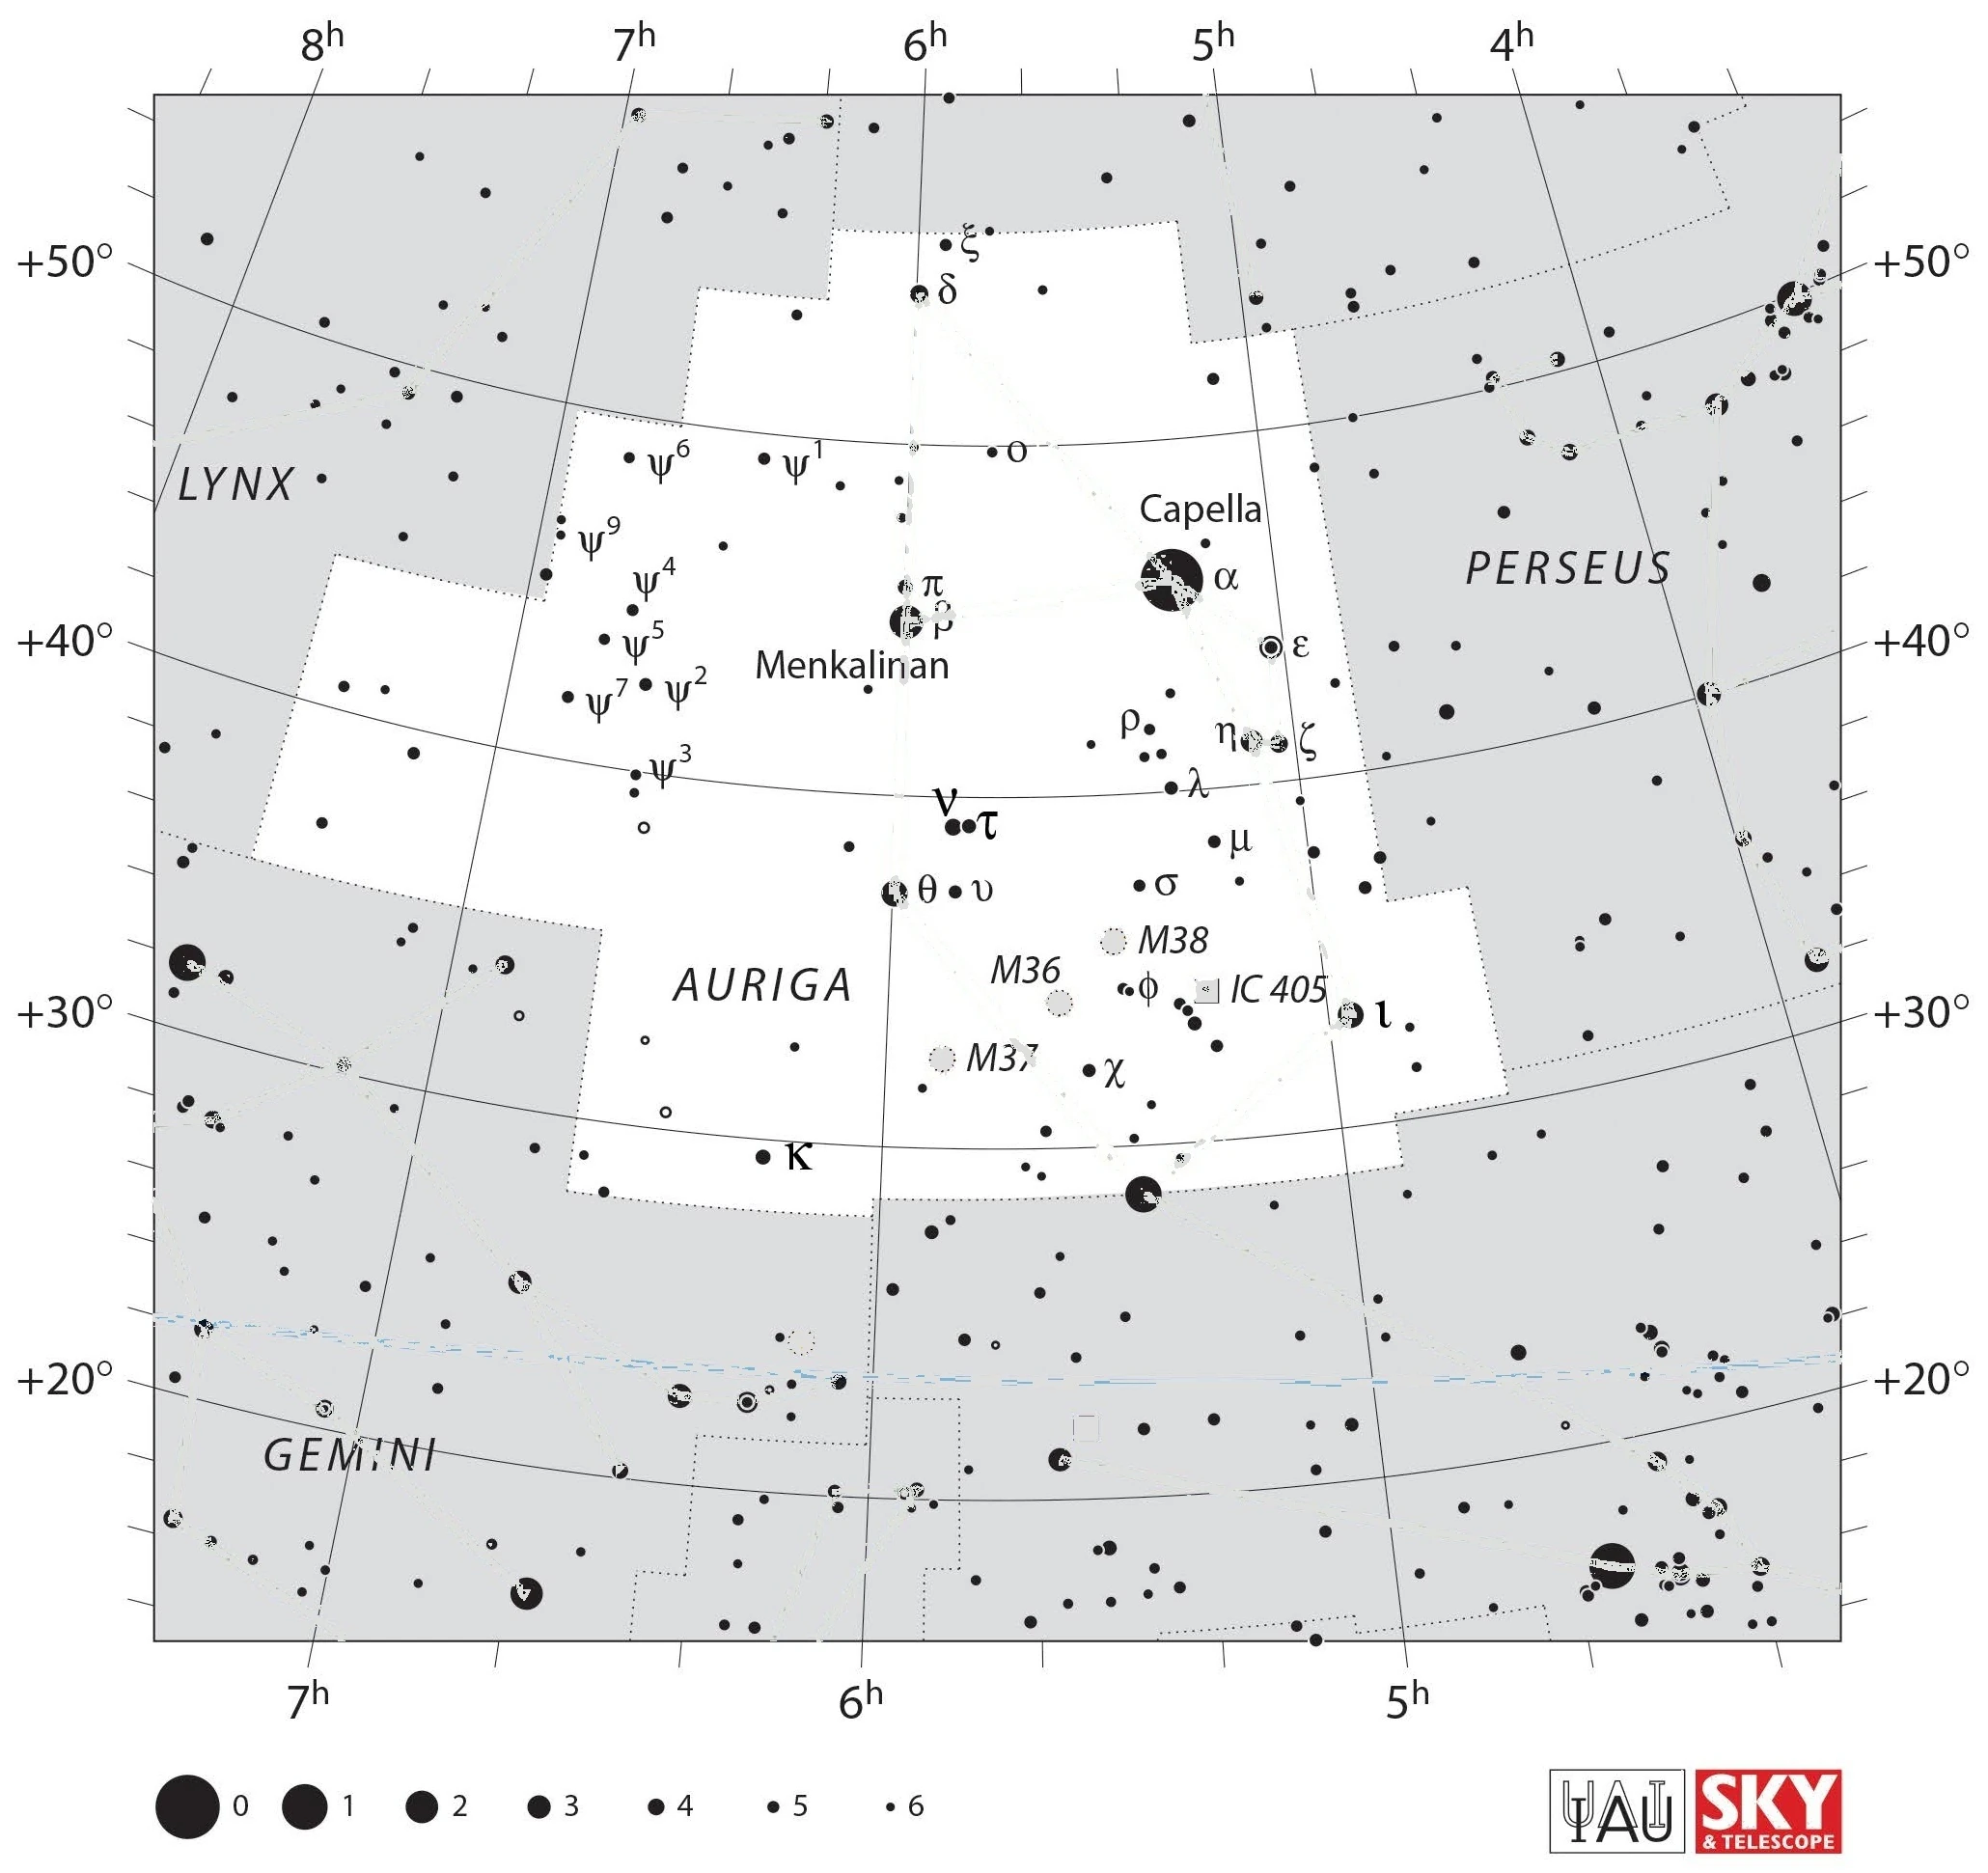 8h 7h 6h 5h 4h
ξ
δ
+50° +50°
ψ6 ψ1 ο
LYNX
Capella
ψ9
PERSEUS
ψ4 π α
β
+40° ψ5 ε +40°
Menkalinan
ψ7 ψ2
ρ η ζ
ψ3
λ
ν τ
μ
θ υ σ
M38
AURIGA M36
φ IC 405
+30° ι +30°
M37 χ
κ
+20° +20°
GEMINI
7h 6h 5h
0 1 2 3 4 5 6
IAU
SKY
& TELESCOPE